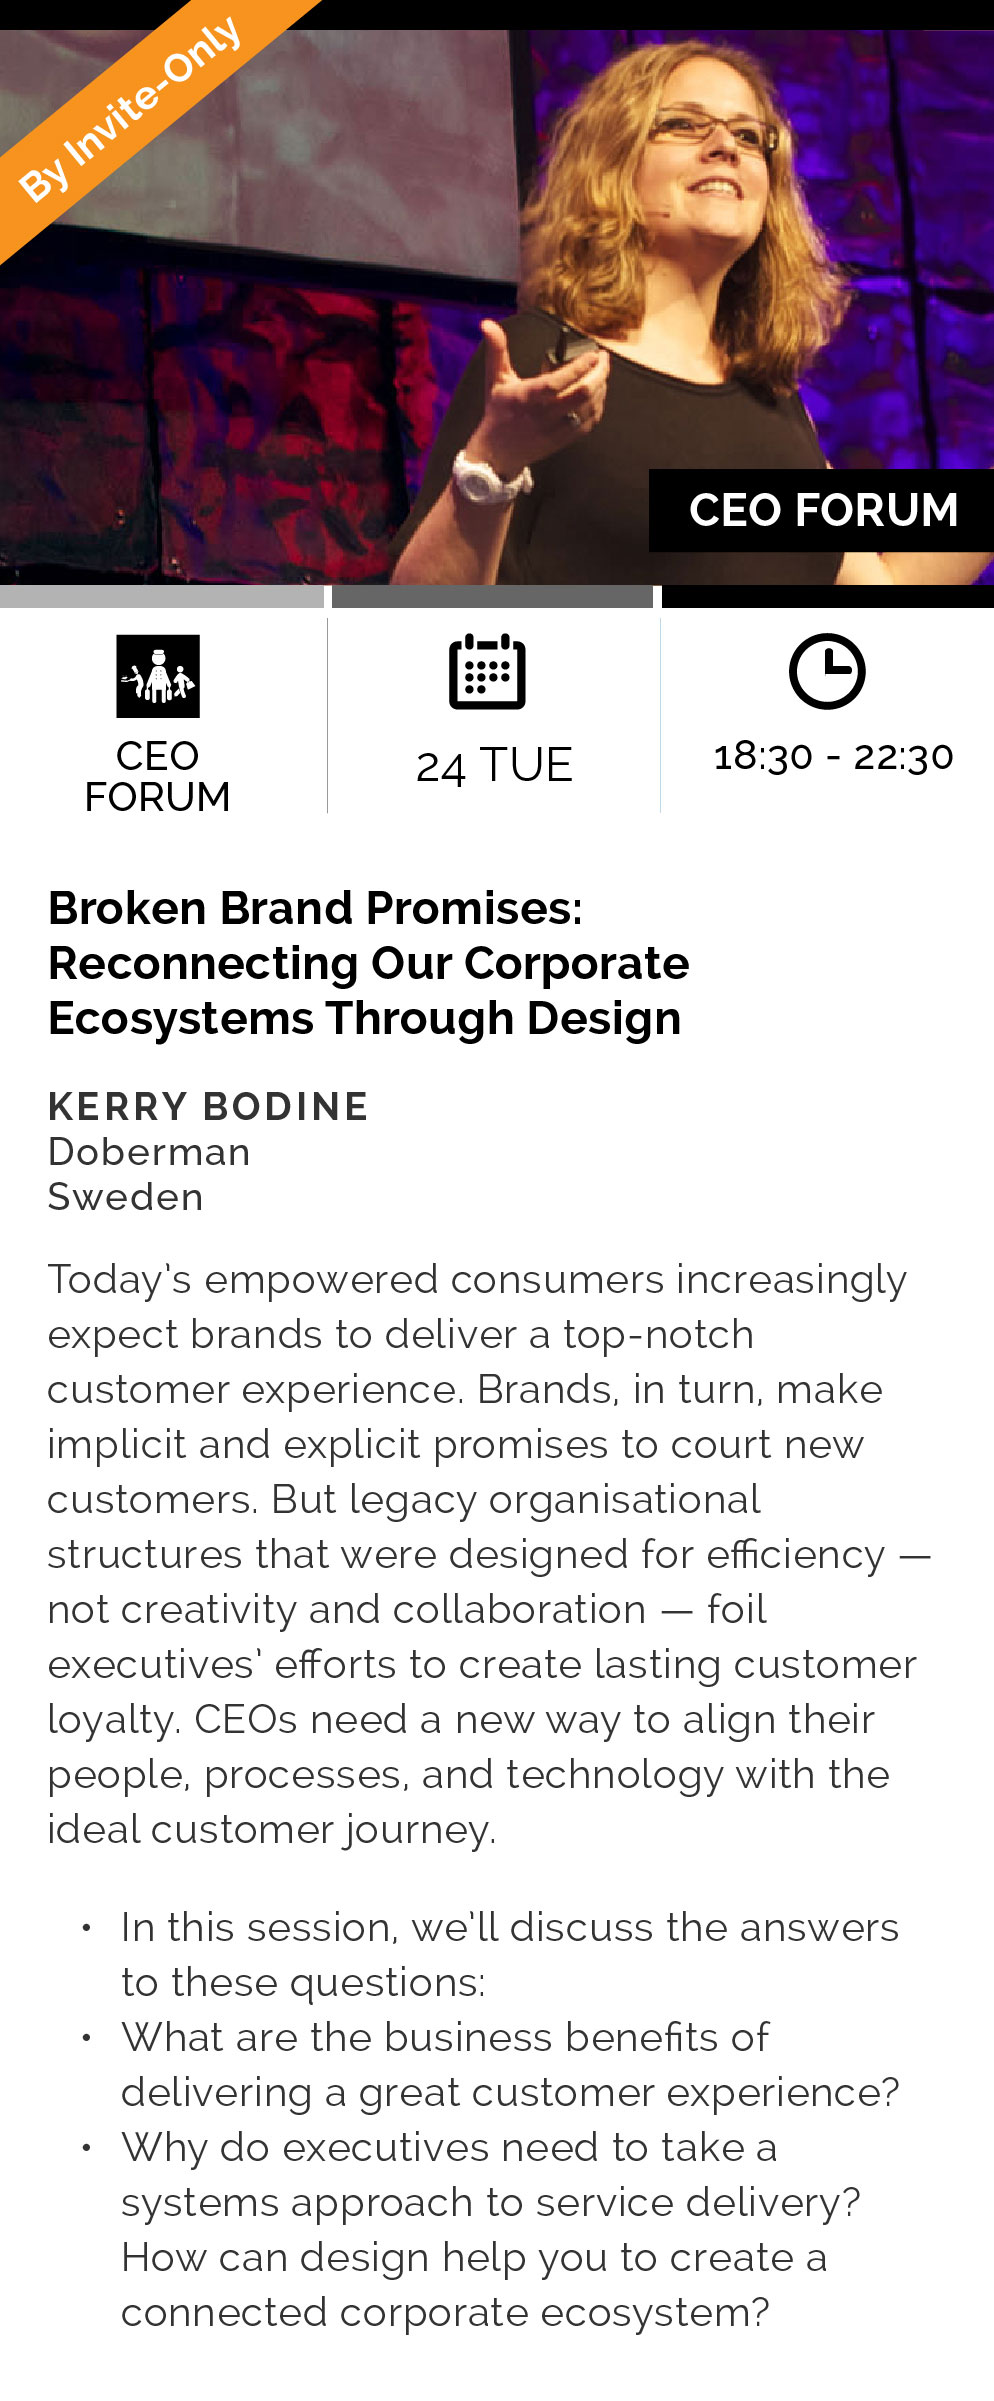 By Invite-Only
CEO FORUM
CEO
FORUM
24 TUE
18:30 - 22:30
Broken Brand Promises:
Reconnecting Our Corporate
Ecosystems Through Design
KERRY BODINE
Doberman
Sweden
Today’s empowered consumers increasingly
expect brands to deliver a top-notch
customer experience. Brands, in turn, make
implicit and explicit promises to court new
customers. But legacy organisational
structures that were designed for efficiency —
not creativity and collaboration — foil
executives’ efforts to create lasting customer
loyalty. CEOs need a new way to align their
people, processes, and technology with the
ideal customer journey.
• In this session, we’ll discuss the answers
to these questions:
• What are the business benefits of
delivering a great customer experience?
• Why do executives need to take a
systems approach to service delivery?
How can design help you to create a
connected corporate ecosystem?